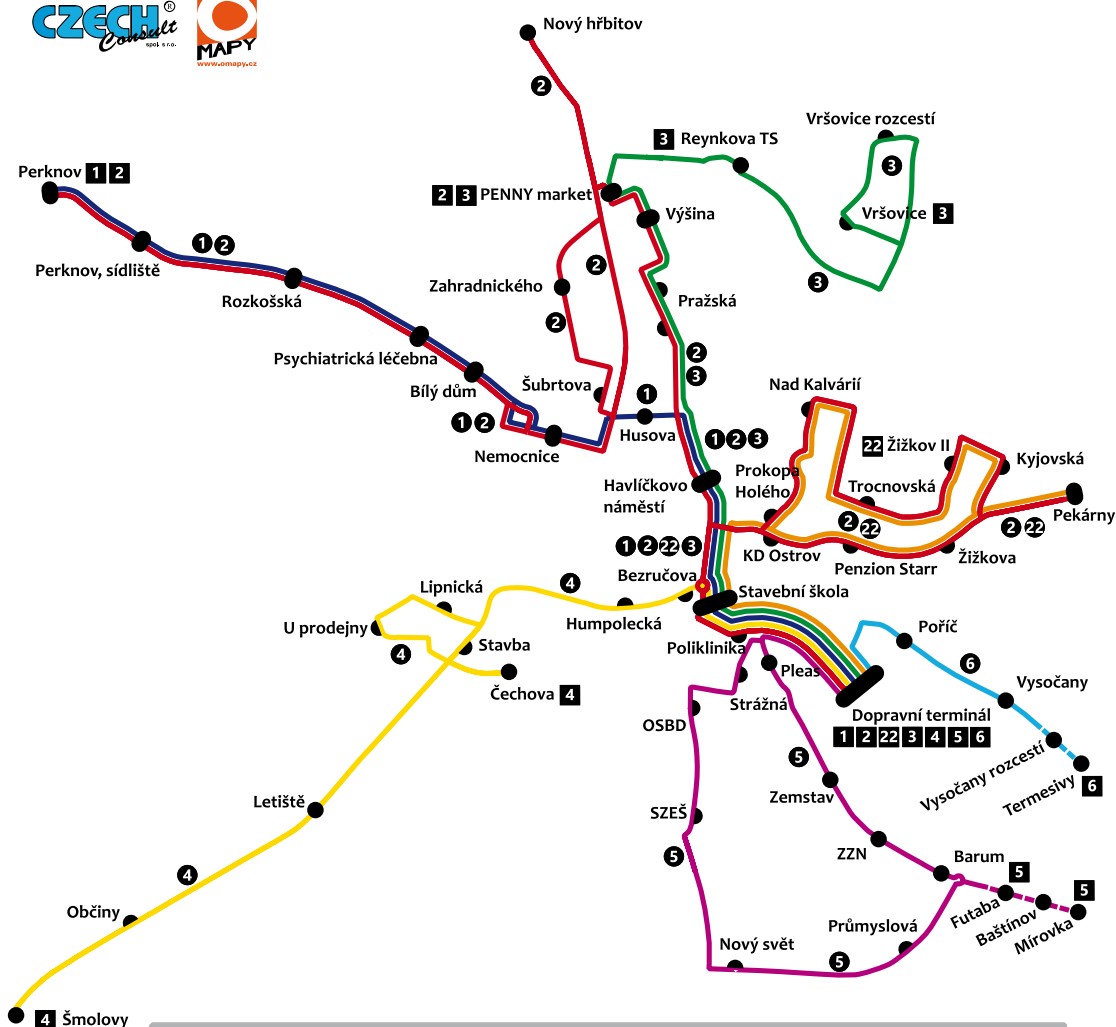 CZECH®
Consult
spol. s r.o.
MAPY
www.omapy.cz
Nový hřbitov
2
3 Reynkova TS
Vršovice rozcestí
3
Perknov 1 2
2 3 PENNY market
Výšina
Vršovice 3
1 2
Perknov, sídliště
2
Zahradnického
3
Rozkošská
Pražská
2
2
3
Psychiatrická léčebna
Bílý dům
Šubrtova
1
Nad Kalvárií
1 2
Husova
1 2 3
Nemocnice
22 Žižkov II
Kyjovská
Havlíčkovo
náměstí
Prokopa
Holého
Trocnovská
Pekárny
2 22
2 22
1 2 22 3
KD Ostrov
Penzion Starr
Žižkova
Bezručova
4
Lipnická
Stavební škola
Humpolecká
U prodejny
Stavba
4
Poliklinika
Poříč
6
Čechova 4
Pleas
Strážná
Vysočany
OSBD
Dopravní terminál
1 2 22 3 4 5 6
5
Vysočany rozcestí
Termesivy 6
Zemstav
Letiště
SZEŠ
5
ZZN
Barum
4
5
5
Občiny
Futaba
Baštínov
Mírovka
Průmyslová
Nový svět
5
4 Šmolovy